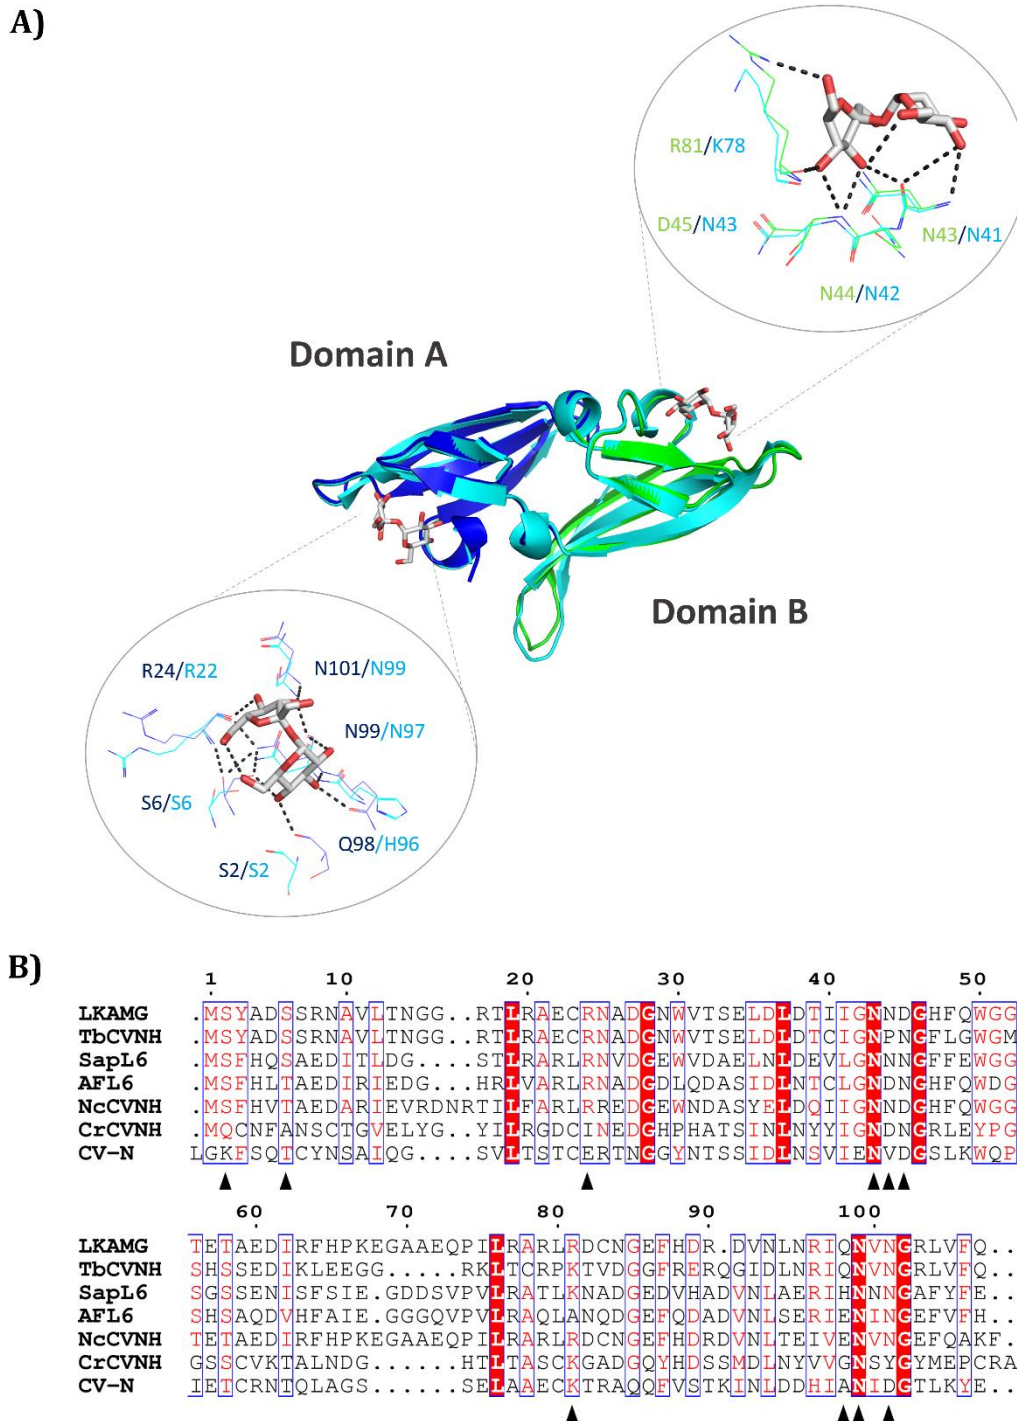 A)
R81/K78
D45/N43
N43/N41
N44/N42
Domain A
Domain B
R24/R22
N101/N99
N99/N97
S6/S6
Q98/H96
S2/S2
B)
1 10 20 30 40 50
LKAMG .MSYADSSRNAVLTNGG..RTLRAECRNADGNWVTSELDLDTIIGNNDGHFQWGG
TbCVNH .MSYADSSRNAVLTNGG..RTLRAECRNADGNWVTSELDLDTIIGNPNGFLGWGM
SapL6 .MSFHQSAEDITLDG....STLRARLRNVDGEWVDAELNLDEVLGNNNGFFEWGG
AFL6 .MSFHLTAEDIRIEDG...HRLVARLRNADGDLQDASIDLNTCLGNDNGHFQWDG
NcCVNH .MSFHVTAEDARIEVRDNRTILFARLRREDGEWNDASYELDQIIGNNDGHFQWGG
CrCVNH .MQCNFANSCTGVELYG..YILRGDCINEDGHPHATSINLNYYIGNDNGRLEYPG
CV-N LGKFSQTCYNSAIQG....SVLTSTCERTNGGYNTSSIDLNSVIENVDGSLKWQP
60 70 80 90 100
LKAMG TETAEDIRFHPKEGAAEQPILRARLRDCNGEFHDR.DVNLNRIQNVNGRLVFQ..
TbCVNH SHSSEDIKLEEGG.....RKLTCRPKTVDGGFRERQGIDLNRIQNVNGRLVFQ..
SapL6 SGSSENISFSIE.GDDSVPVLRATLKNADGEDVHADVNLAERIHNNNGAFYFE..
AFL6 SHSAQDVHFAIE.GGGQVPVLRAQLANQDGEFQDADVNLSERIENINGEFVFH..
NcCVNH TETAEDIRFHPKEGAAEQPILRARLRDCNGEFHDRDVNLTEIVENVNGEFQAKF.
CrCVNH GSSCVKTALNDG......HTLTASCKGADGQYHDSSMDLNYVVGNSYGYMEPCRA
CV-N IETCRNTQLAGS......SELAAECKTRAQQFVSTKINLDDHIANIDGTLKYE..